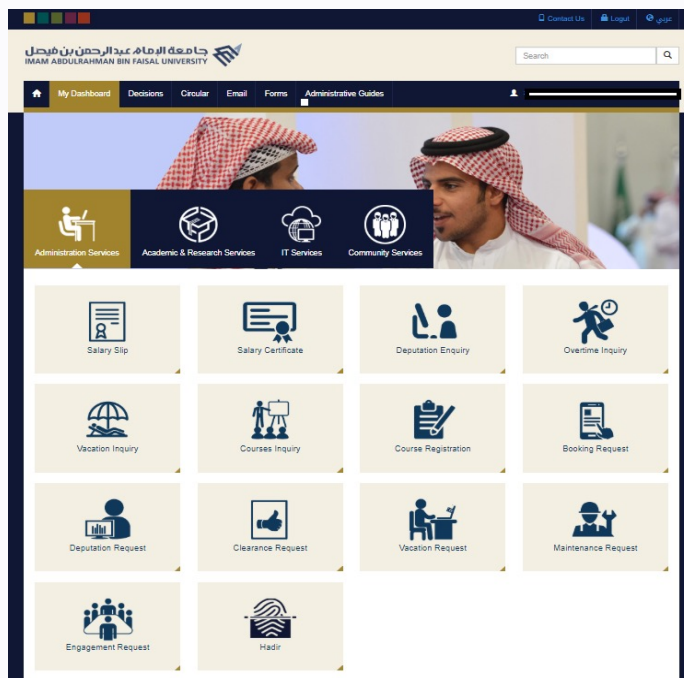 Contact Us Logut عربي
جامعة الإمام عبدالرحمن بن فيصل
IMAM ABDULRAHMAN BIN FAISAL UNIVERSITY
Search
My Dashboard Decisions Circular Email Forms Administrative Guides
Administration Services Academic & Research Services IT Services Community Services
Salary Slip Salary Certificate Deputation Enquiry Overtime Inquiry
Vacation Inquiry Courses Inquiry Course Registration Booking Request
Deputation Request Clearance Request Vacation Request Maintenance Request
Engagement Request Hadir